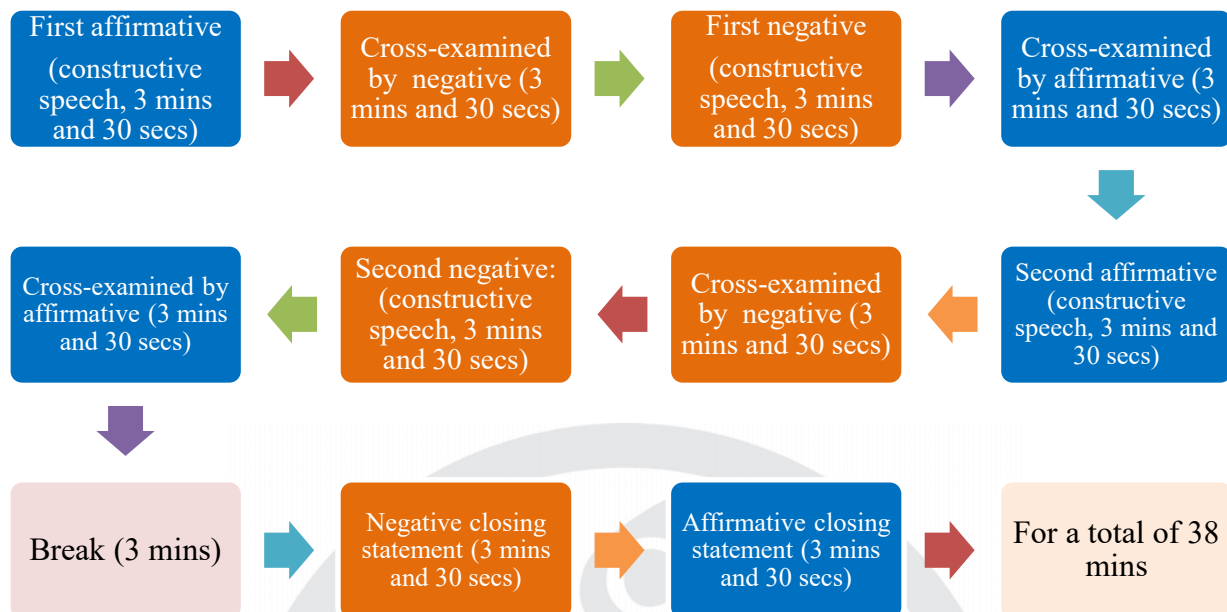 First affirmative
(constructive
speech, 3 mins
and 30 secs)
Cross-examined
by negative (3
mins and 30 secs)
First negative
(constructive
speech, 3 mins
and 30 secs)
Cross-examined
by affirmative (3
mins and 30 secs)
Second affirmative
(constructive
speech, 3 mins and
30 secs)
Cross-examined
by negative (3
mins and 30 secs)
Second negative:
(constructive
speech, 3 mins
and 30 secs)
Cross-examined by
affirmative (3 mins
and 30 secs)
Break (3 mins)
Negative closing
statement (3 mins
and 30 secs)
Affirmative closing
statement (3 mins
and 30 secs)
For a total of 38
mins